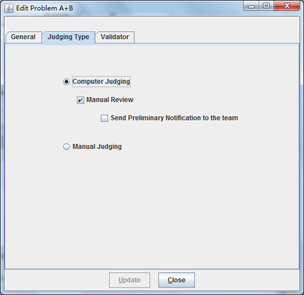 Edit Problem A+B
General Judging Type Validator
Computer Judging
Manual Review
Send Preliminary Notification to the team
Manual Judging
Update Close